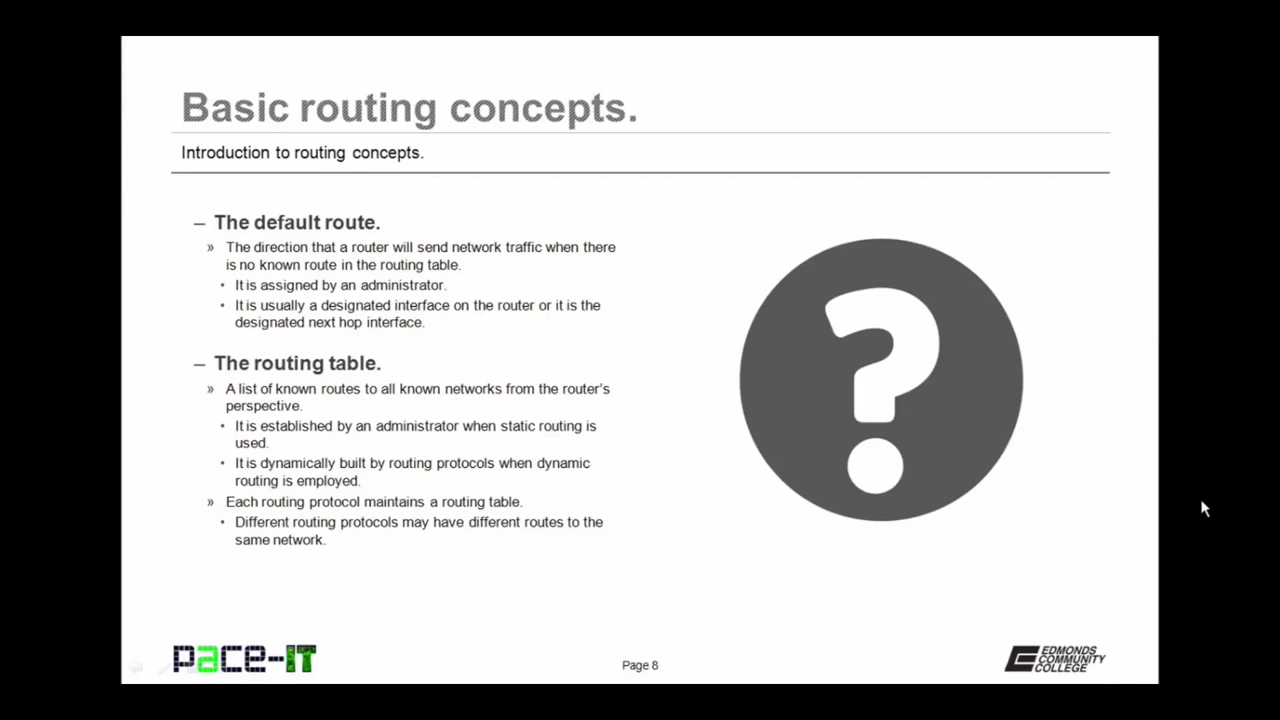 Basic routing concepts.
Introduction to routing concepts.
– The default route.
» The direction that a router will send network traffic when there
is no known route in the routing table.
• It is assigned by an administrator.
• It is usually a designated interface on the router or it is the
designated next hop interface.
– The routing table.
» A list of known routes to all known networks from the router's
perspective.
• It is established by an administrator when static routing is
used.
• It is dynamically built by routing protocols when dynamic
routing is employed.
» Each routing protocol maintains a routing table.
• Different routing protocols may have different routes to the
same network.
?
pace-IT
Page 8
EDMONDS
COMMUNITY
COLLEGE